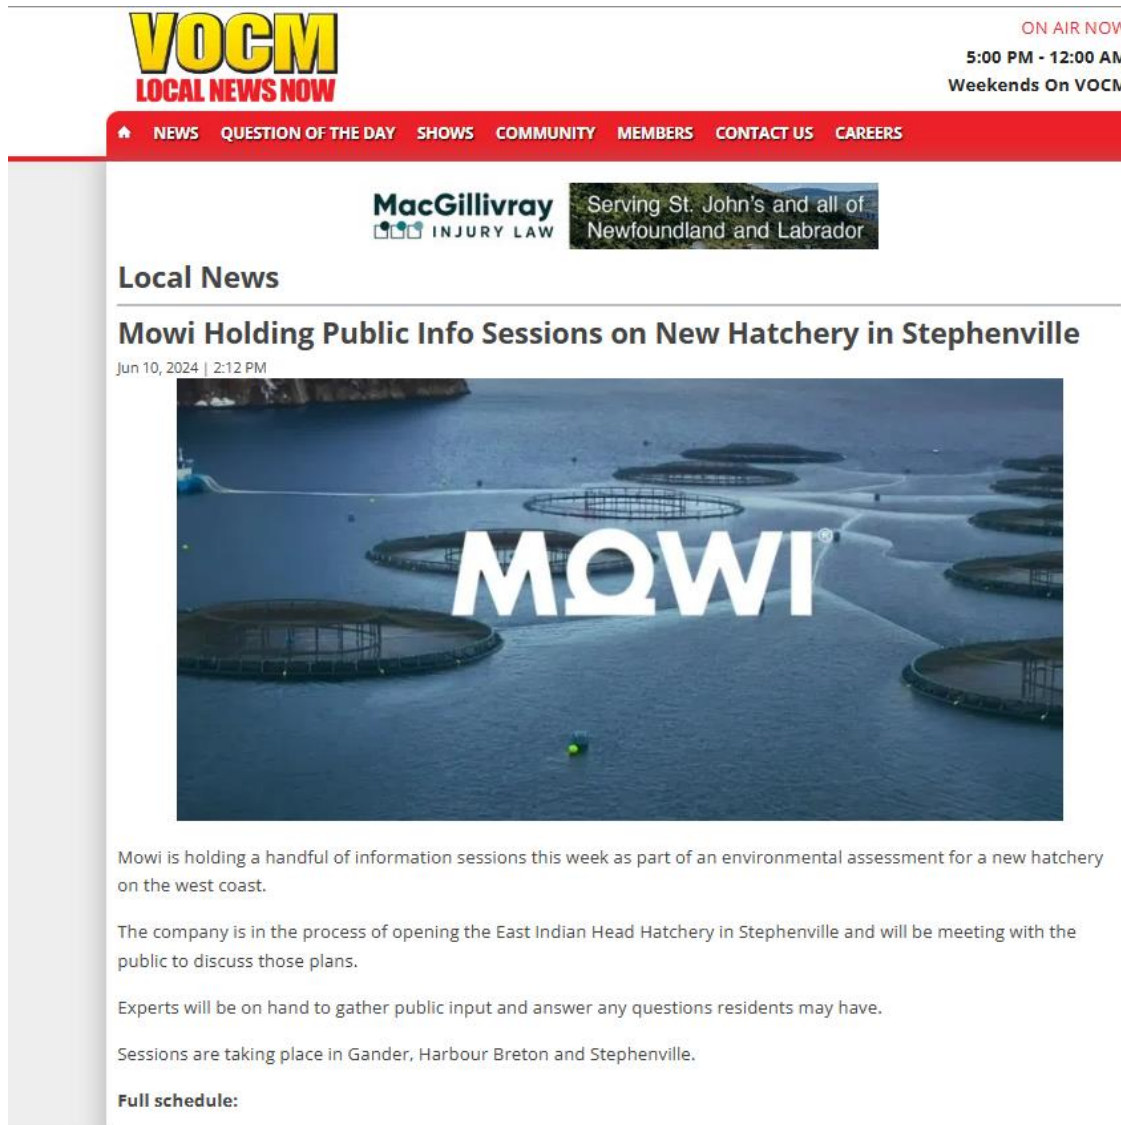 VOCM
LOCAL NEWS NOW
ON AIR NOW
5:00 PM - 12:00 AM
Weekends On VOCM
NEWS QUESTION OF THE DAY SHOWS COMMUNITY MEMBERS CONTACT US CAREERS
MacGillivray
INJURY LAW
Serving St. John's and all of
Newfoundland and Labrador
Local News
Mowi Holding Public Info Sessions on New Hatchery in Stephenville
Jun 10, 2024 | 2:12 PM
MOWI®
Mowi is holding a handful of information sessions this week as part of an environmental assessment for a new hatchery
on the west coast.
The company is in the process of opening the East Indian Head Hatchery in Stephenville and will be meeting with the
public to discuss those plans.
Experts will be on hand to gather public input and answer any questions residents may have.
Sessions are taking place in Gander, Harbour Breton and Stephenville.
Full schedule: